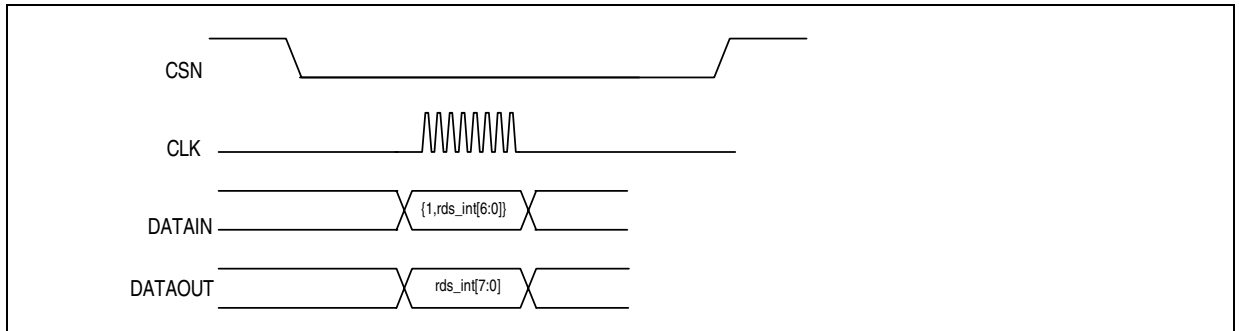 CSN
CLK
{1,rds_int[6:0]}
DATAIN
rds_int[7:0]
DATAOUT